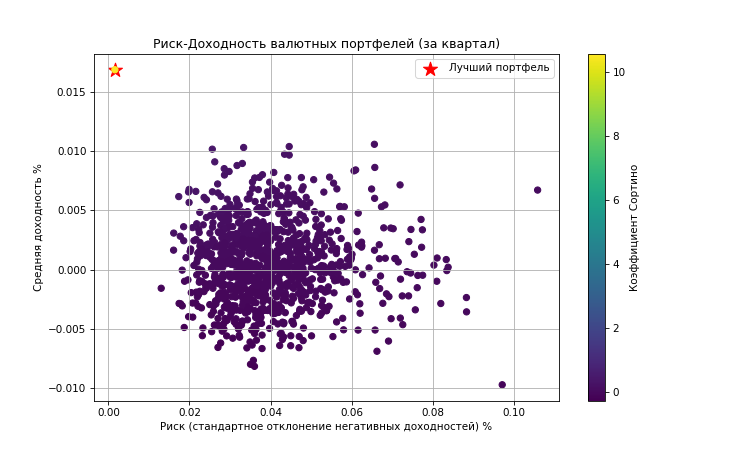 Риск-Доходность валютных портфелей (за квартал)
Лучший портфель
Средняя доходность %
0.015
0.010
0.005
0.000
−0.005
−0.010
0.00 0.02 0.04 0.06 0.08 0.10
Риск (стандартное отклонение негативных доходностей) %
10
8
6
4
2
0
Коэффициент Сортино